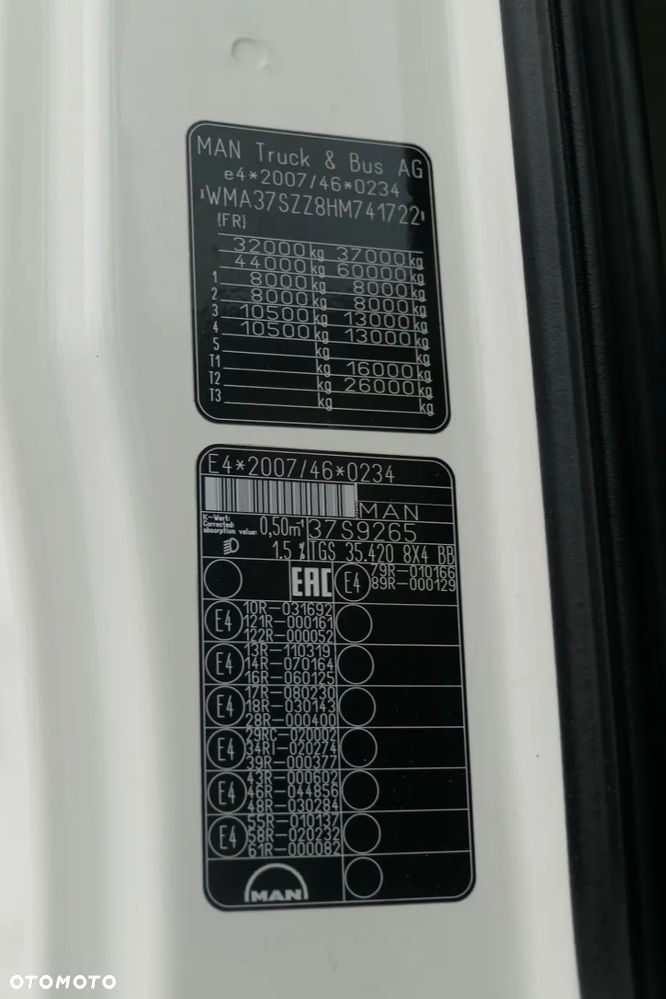 MAN Truck & Bus AG
e4*2007/46*0234
*WMA37SZZ8HM741722*
(FR)
32000 kg 37000 kg
44000 kg 60000 kg
1 8000 kg 8000 kg
2 8000 kg 8000 kg
3 10500 kg 13000 kg
4 10500 kg 13000 kg
5 kg kg
T1 kg 16000 kg
T2 kg 26000 kg
T3 kg kg
E4*2007/46*0234
MAN
K-Wert:
Corrected
absorption value: 0,50m⁻¹ 37S9265
1.5 % TGS 35.420 8X4 BB
EAC E4 79R-010166
89R-000129
E4 10R-031692
121R-000161
122R-000052
E4 13R-110319
14R-070164
16R-060125
E4 17R-080230
18R-030143
28R-000400
E4 29RC-020002
34RI-020274
39R-000377
E4 43R-000602
46R-044856
48R-030284
E4 55R-010137
58R-020232
61R-000082
MAN
OTOMOTO